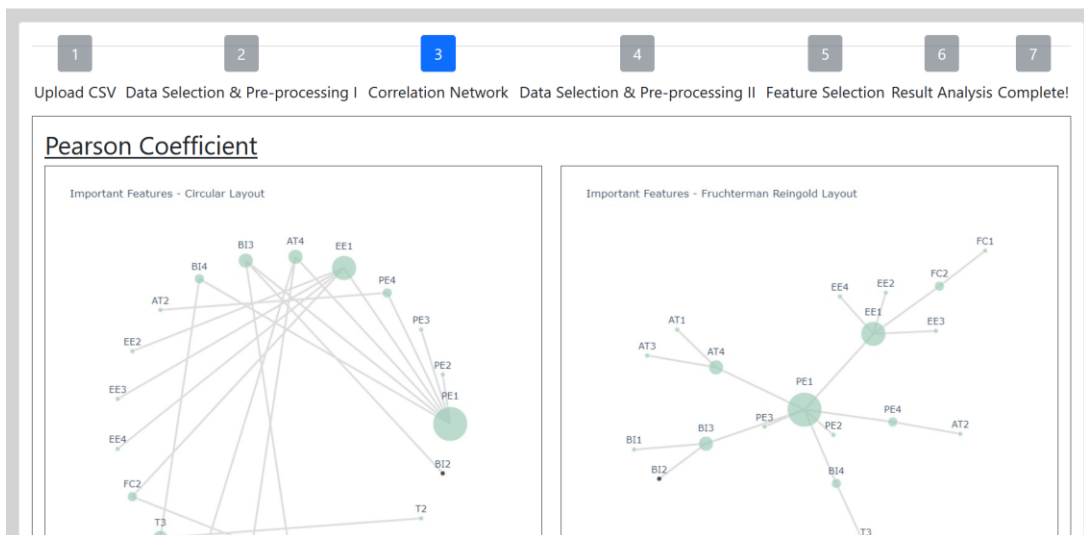 1 2 3 4 5 6 7
Upload CSV Data Selection & Pre-processing I Correlation Network Data Selection & Pre-processing II Feature Selection Result Analysis Complete!
Pearson Coefficient
Important Features - Circular Layout
BI3
AT4
EE1
BI4
PE4
AT2
PE3
EE2
PE2
EE3
PE1
EE4
BI2
FC2
T2
T3
Important Features - Fruchterman Reingold Layout
FC1
FC2
EE4
EE2
EE1
EE3
AT1
AT3
AT4
PE1
PE3
PE2
PE4
AT2
BI3
BI1
BI2
BI4
T3